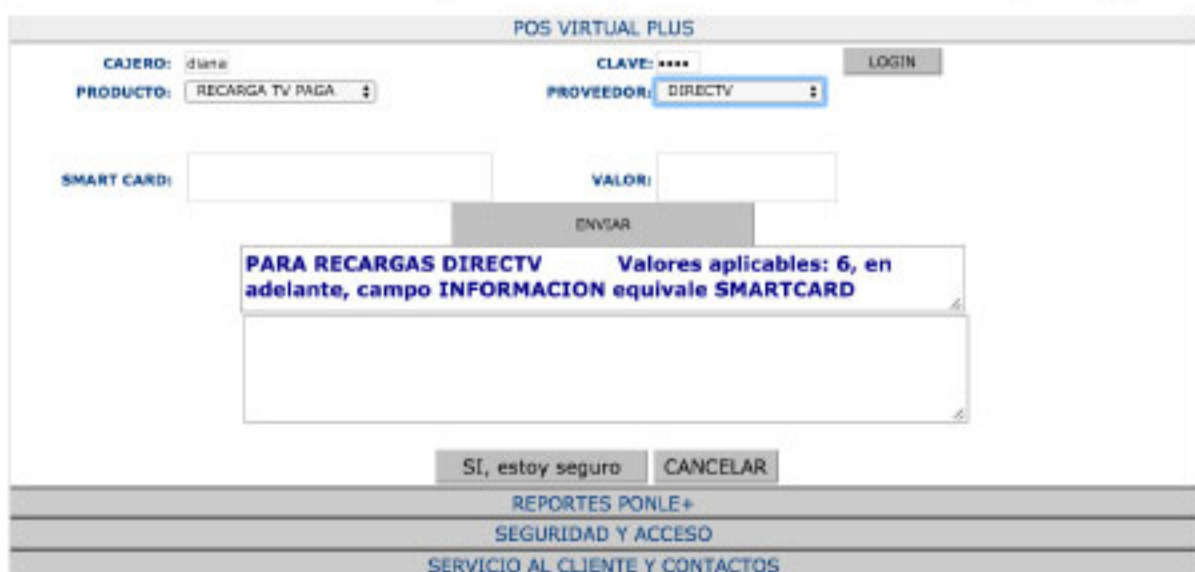 POS VIRTUAL PLUS
CAJERO: diana CLAVE: •••• LOGIN
PRODUCTO: RECARGA TV PAGA PROVEEDOR: DIRECTV
SMART CARD: VALOR:
ENVIAR
PARA RECARGAS DIRECTV Valores aplicables: 6, en
adelante, campo INFORMACION equivale SMARTCARD
SI, estoy seguro CANCELAR
REPORTES PONLE+
SEGURIDAD Y ACCESO
SERVICIO AL CLIENTE Y CONTACTOS